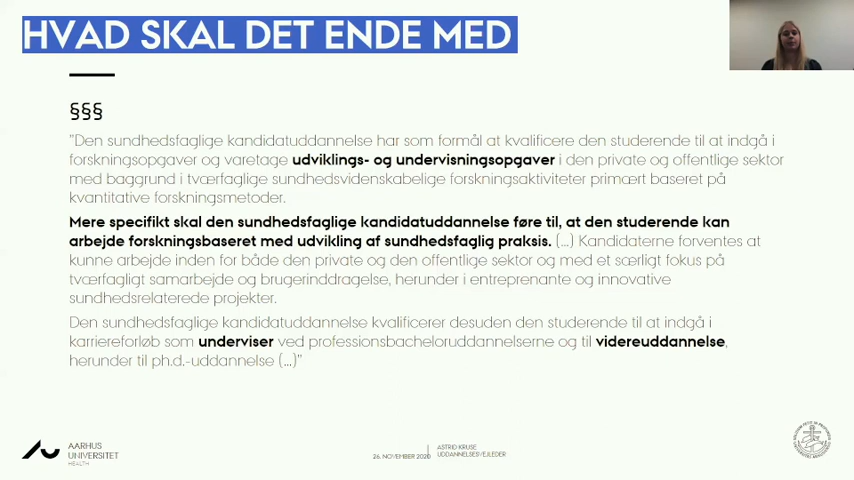 HVAD SKAL DET ENDE MED
§§§
"Den sundhedsfaglige kandidatuddannelse har som formål at kvalificere den studerende til at indgå i
forskningsopgaver og varetage udviklings- og undervisningsopgaver i den private og offentlige sektor
med baggrund i tværfaglige sundhedsvidenskabelige forskningsaktiviteter primært baseret på
kvantitative forskningsmetoder.
Mere specifikt skal den sundhedsfaglige kandidatuddannelse føre til, at den studerende kan
arbejde forskningsbaseret med udvikling af sundhedsfaglig praksis. (...) Kandidaterne forventes at
kunne arbejde inden for både den private og den offentlige sektor og med et særligt fokus på
tværfagligt samarbejde og brugerinddragelse, herunder i entreprenante og innovative
sundhedsrelaterede projekter.
Den sundhedsfaglige kandidatuddannelse kvalificerer desuden den studerende til at indgå i
karriereforløb som underviser ved professionsbacheloruddannelserne og til videreuddannelse,
herunder til ph.d.-uddannelse (...)"
AARHUS
UNIVERSITET
HEALTH
26. NOVEMBER 2020
ASTRID KRUSE
UDDANNELSESVEJLEDER